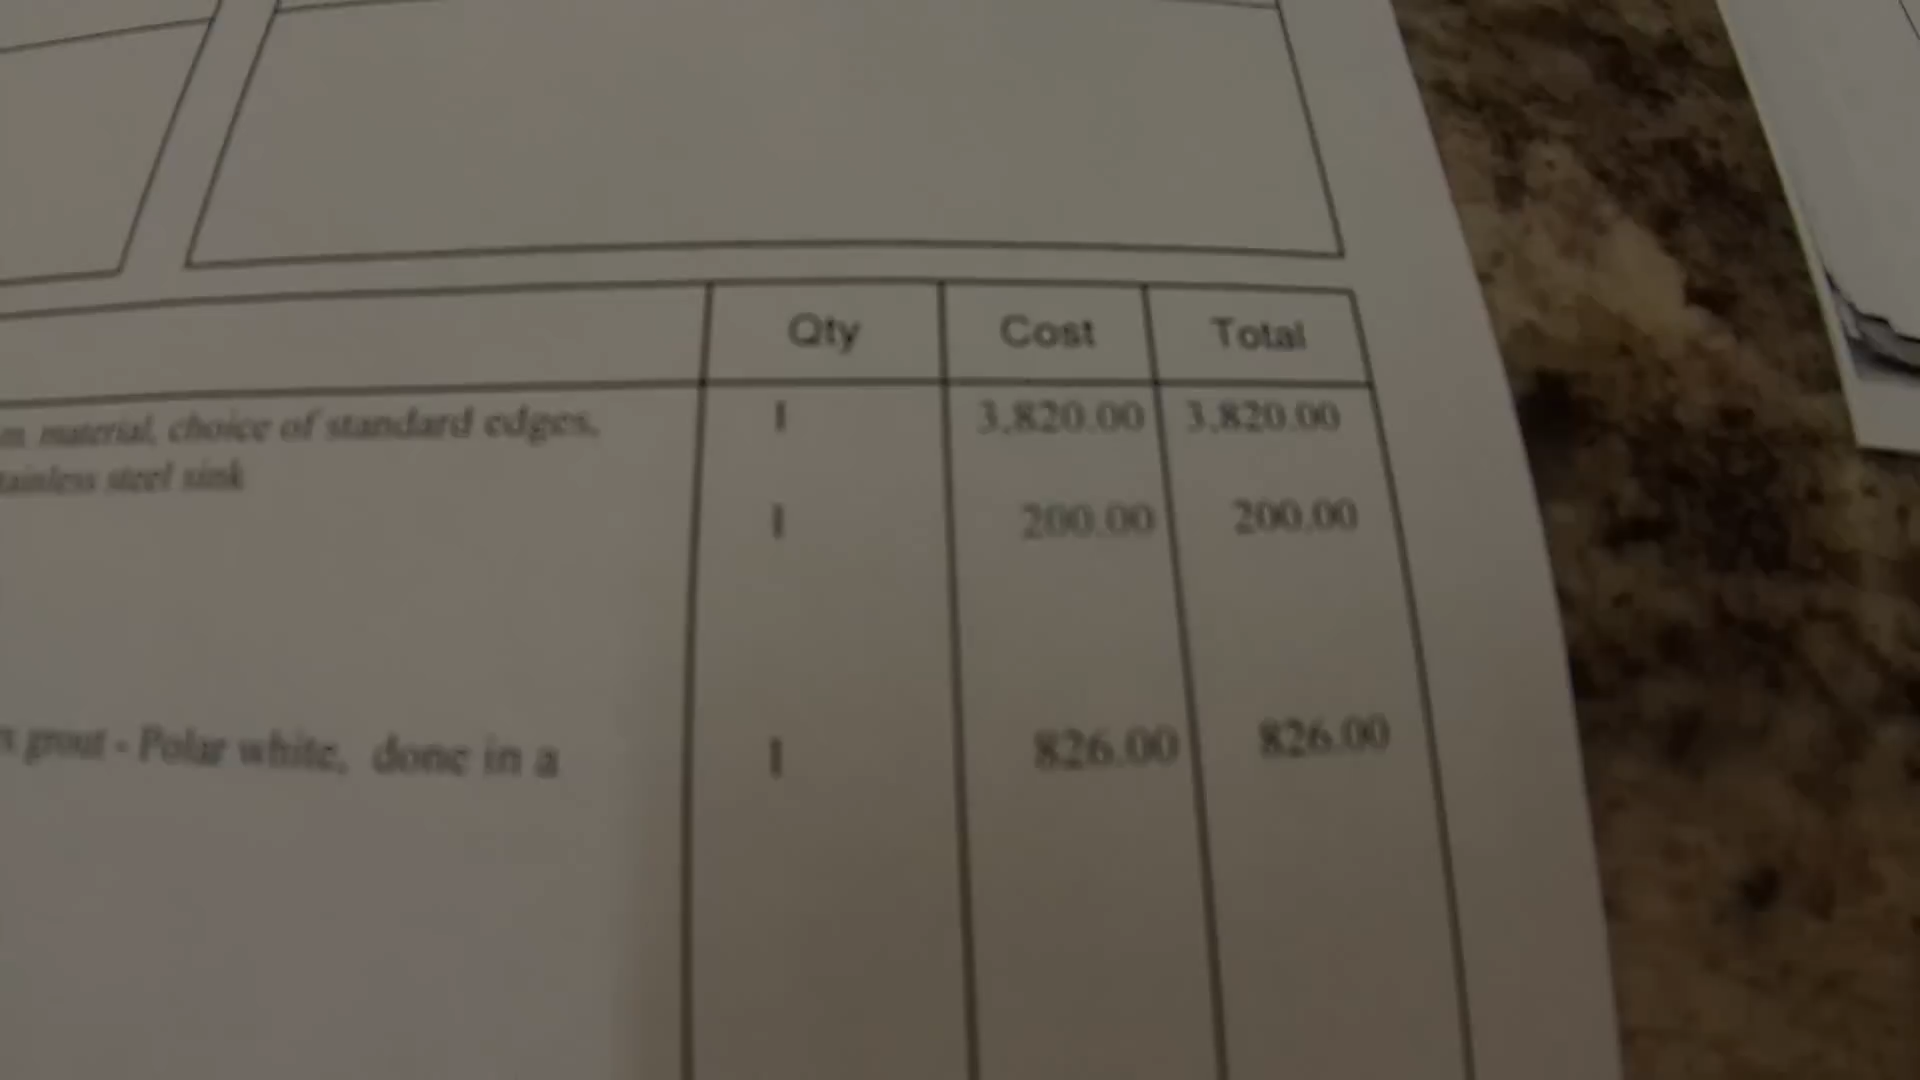 Qty Cost Total
material, choice of standard edges, 1 3,820.00 3,820.00
steel sink
1 200.00 200.00
grout - Polar white, done in a 1 826.00 826.00